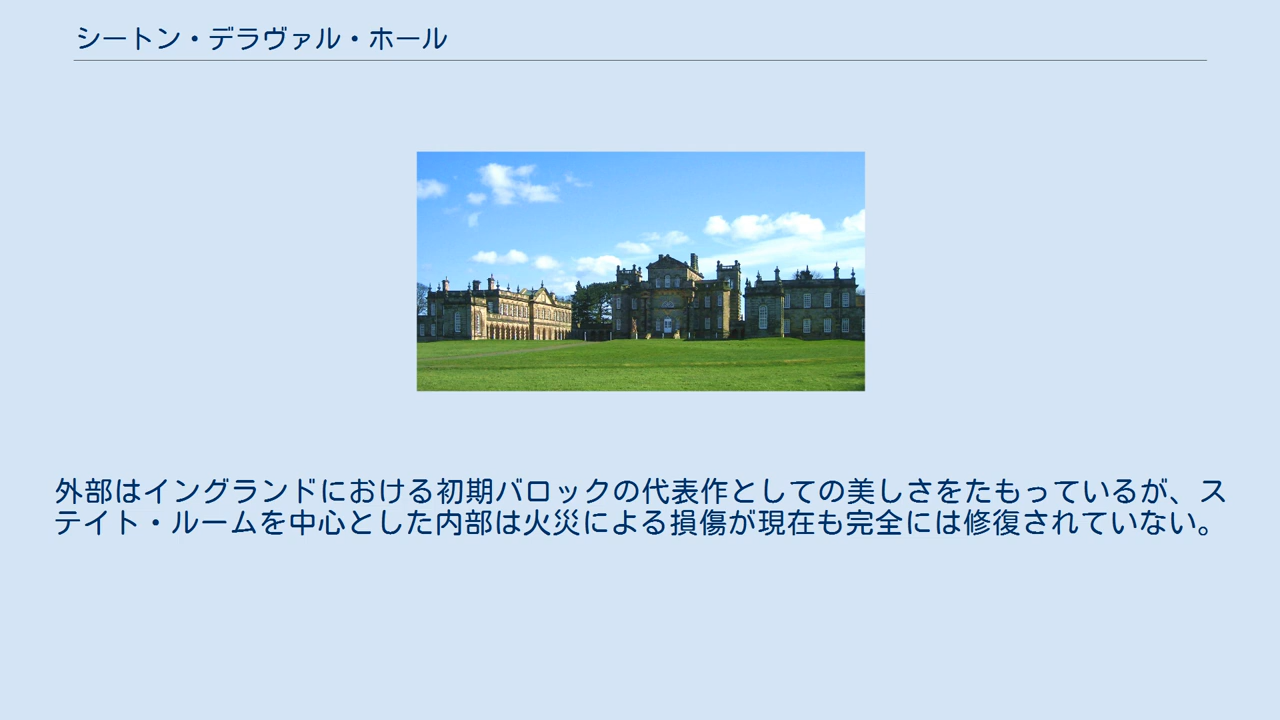 シートン・デラヴァル・ホール
外部はイングランドにおける初期バロックの代表作としての美しさをたもっているが、ス
テイト・ルームを中心とした内部は火災による損傷が現在も完全には修復されていない。